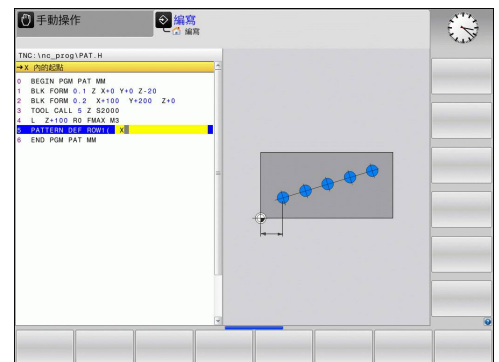 手動操作
編寫
編寫
TNC:\nc_prog\PAT.H
→X 內的起點
0 BEGIN PGM PAT MM
1 BLK FORM 0.1 Z X+0 Y+0 Z-20
2 BLK FORM 0.2 X+100 Y+200 Z+0
3 TOOL CALL 5 Z S2000
4 L Z+100 R0 FMAX M3
5 PATTERN DEF ROW1( X
6 END PGM PAT MM